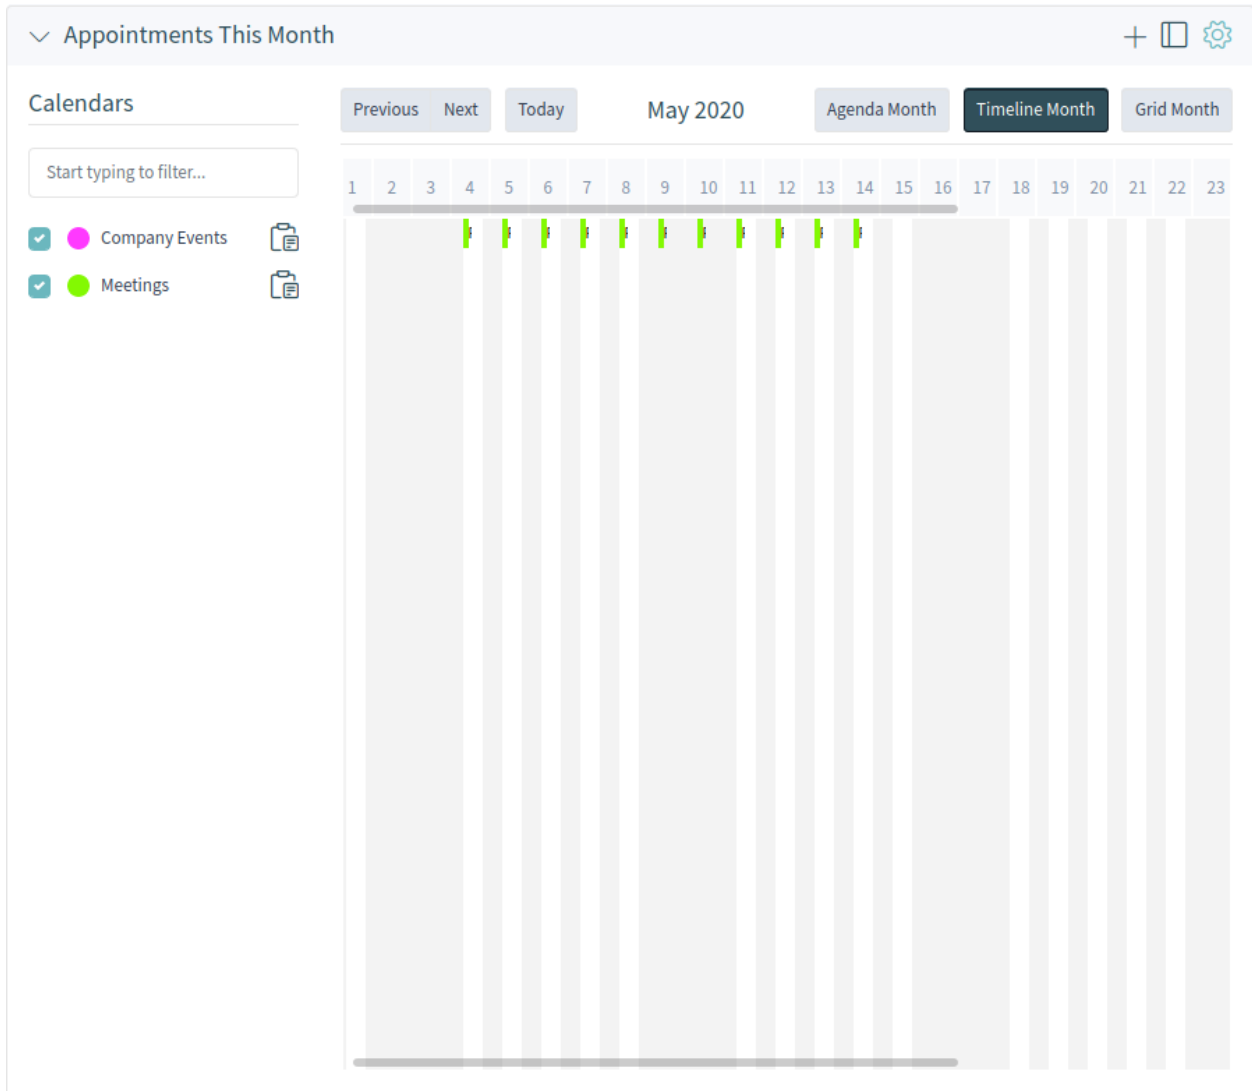 Appointments This Month
Calendars
Previous Next Today May 2020 Agenda Month Timeline Month Grid Month
Start typing to filter...
1 2 3 4 5 6 7 8 9 10 11 12 13 14 15 16 17 18 19 20 21 22 23
Company Events
Meetings